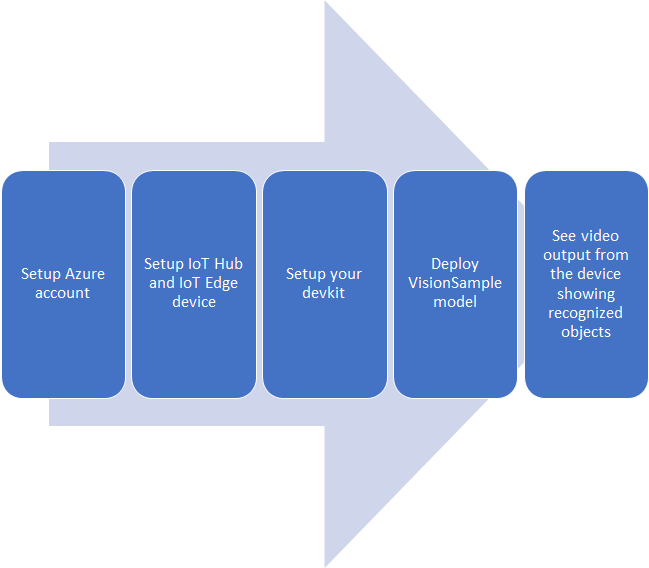 Setup Azure
account
Setup IoT Hub
and IoT Edge
device
Setup your
devkit
Deploy
VisionSample
model
See video
output from
the device
showing
recognized
objects